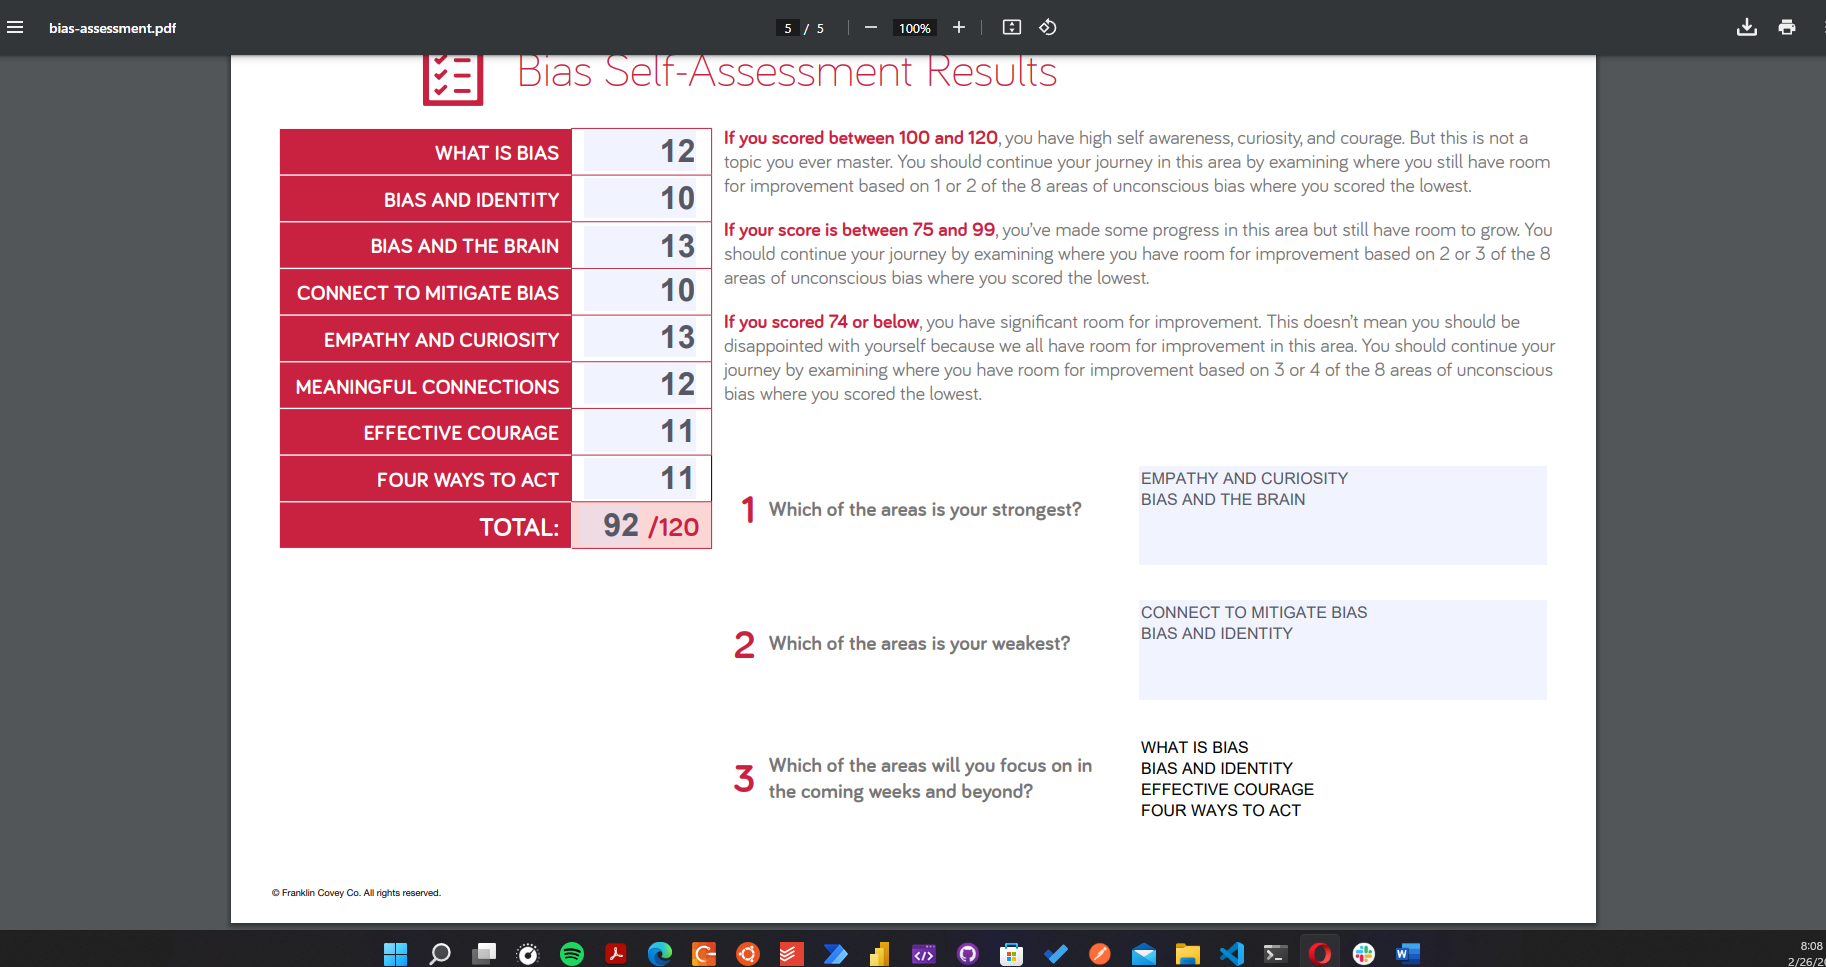 bias-assessment.pdf
5 / 5
100%
Bias Self-Assessment Results
WHAT IS BIAS 12
BIAS AND IDENTITY 10
BIAS AND THE BRAIN 13
CONNECT TO MITIGATE BIAS 10
EMPATHY AND CURIOSITY 13
MEANINGFUL CONNECTIONS 12
EFFECTIVE COURAGE 11
FOUR WAYS TO ACT 11
TOTAL: 92 /120
If you scored between 100 and 120, you have high self awareness, curiosity, and courage. But this is not a
topic you ever master. You should continue your journey in this area by examining where you still have room
for improvement based on 1 or 2 of the 8 areas of unconscious bias where you scored the lowest.
If your score is between 75 and 99, you've made some progress in this area but still have room to grow. You
should continue your journey by examining where you have room for improvement based on 2 or 3 of the 8
areas of unconscious bias where you scored the lowest.
If you scored 74 or below, you have significant room for improvement. This doesn't mean you should be
disappointed with yourself because we all have room for improvement in this area. You should continue your
journey by examining where you have room for improvement based on 3 or 4 of the 8 areas of unconscious
bias where you scored the lowest.
1 Which of the areas is your strongest?
EMPATHY AND CURIOSITY
BIAS AND THE BRAIN
2 Which of the areas is your weakest?
CONNECT TO MITIGATE BIAS
BIAS AND IDENTITY
3 Which of the areas will you focus on in
the coming weeks and beyond?
WHAT IS BIAS
BIAS AND IDENTITY
EFFECTIVE COURAGE
FOUR WAYS TO ACT
© Franklin Covey Co. All rights reserved.
8:08
2/26/2